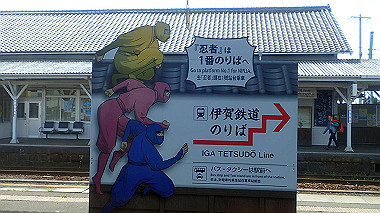 『忍者』は
1番のりばへ
Go to platform No.1 for NINJA.
伊賀鉄道
のりば
IGA TETSUDŌ Line
バス・タクシーは駅前へ